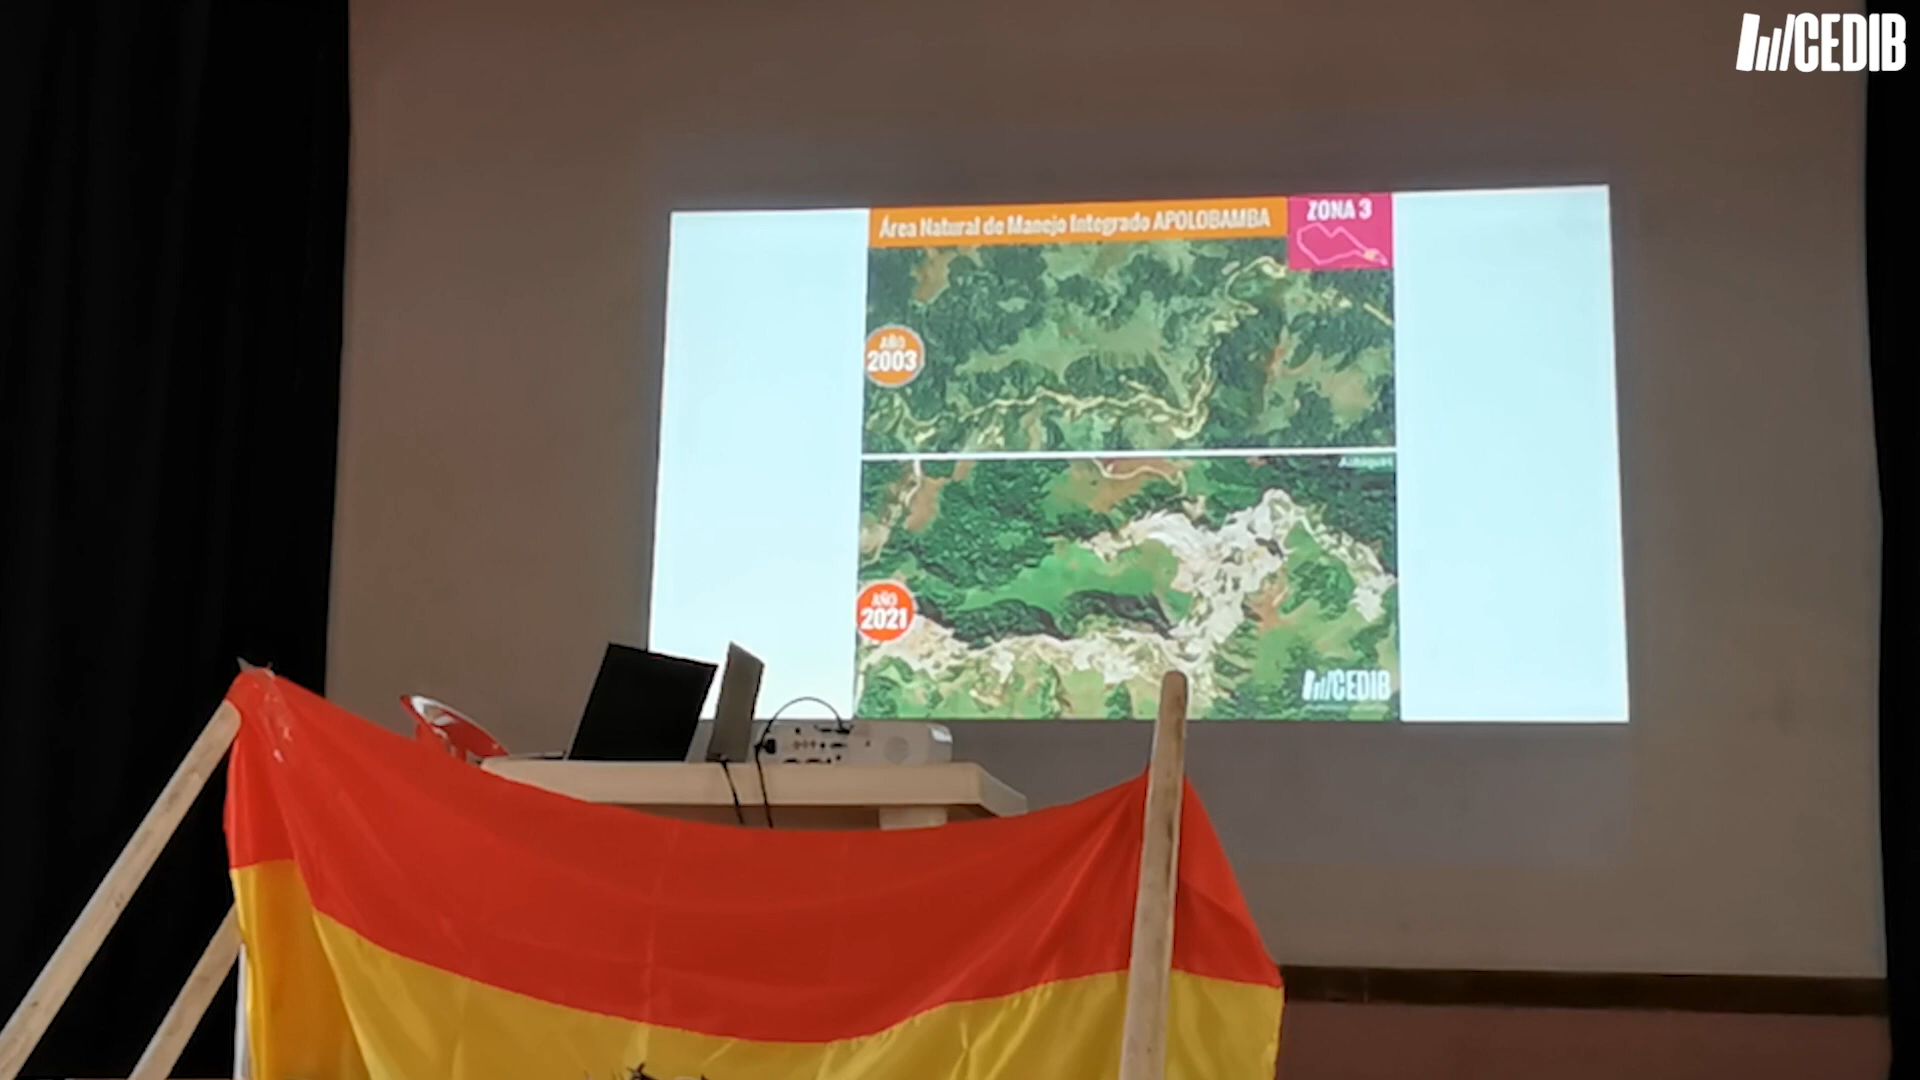 CEDIB
Área Natural de Manejo Integrado APOLOBAMBA
ZONA 3
AÑO
2003
AÑO
2021
CEDIB